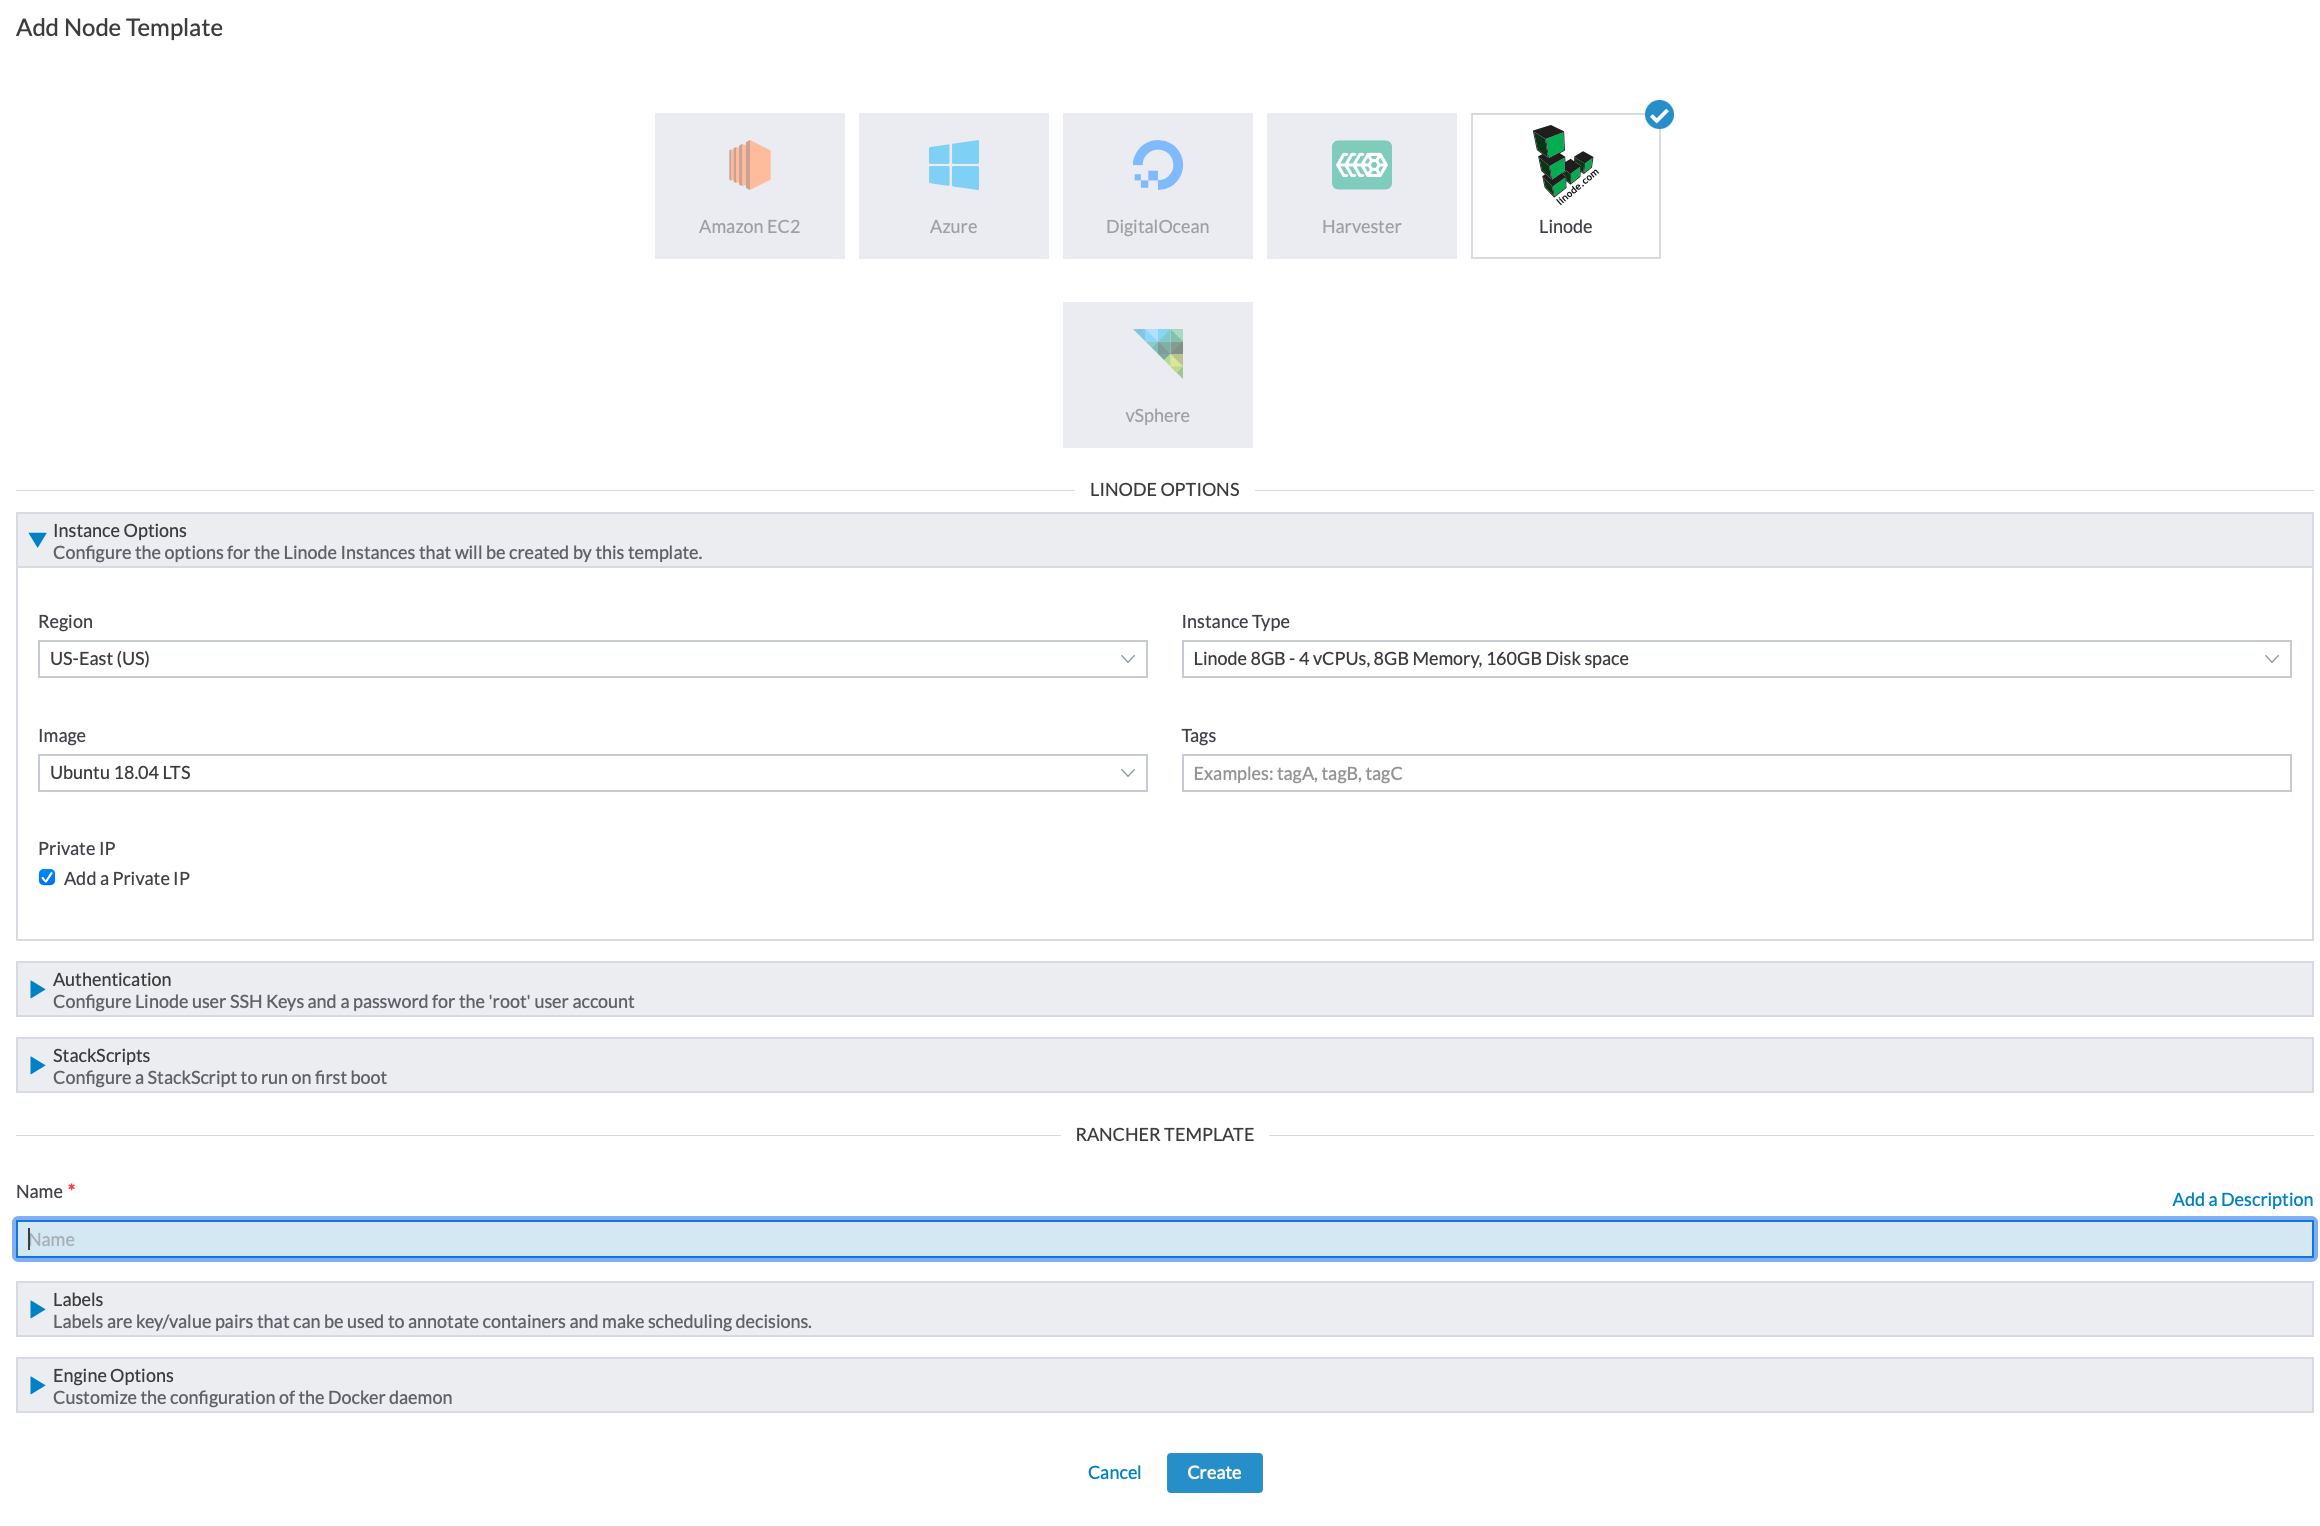 Add Node Template
Amazon EC2
Azure
DigitalOcean
Harvester
linode.com
Linode
vSphere
LINODE OPTIONS
Instance Options
Configure the options for the Linode Instances that will be created by this template.
Region
Instance Type
US-East (US)
Linode 8GB - 4 vCPUs, 8GB Memory, 160GB Disk space
Image
Tags
Ubuntu 18.04 LTS
Examples: tagA, tagB, tagC
Private IP
Add a Private IP
Authentication
Configure Linode user SSH Keys and a password for the 'root' user account
StackScripts
Configure a StackScript to run on first boot
RANCHER TEMPLATE
Name *
Add a Description
Name
Labels
Labels are key/value pairs that can be used to annotate containers and make scheduling decisions.
Engine Options
Customize the configuration of the Docker daemon
Cancel
Create